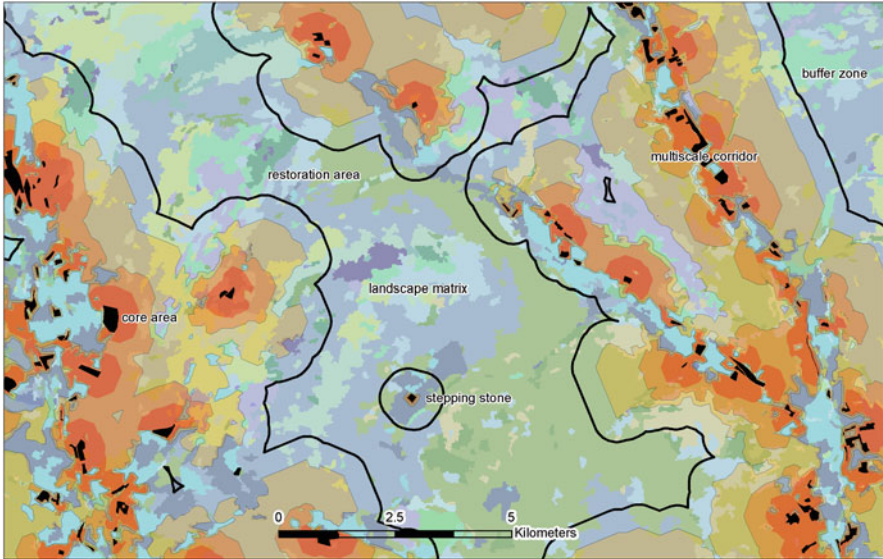 buffer zone
multiscale corridor
restoration area
landscape matrix
core area
stepping stone
0 2.5 5
Kilometers